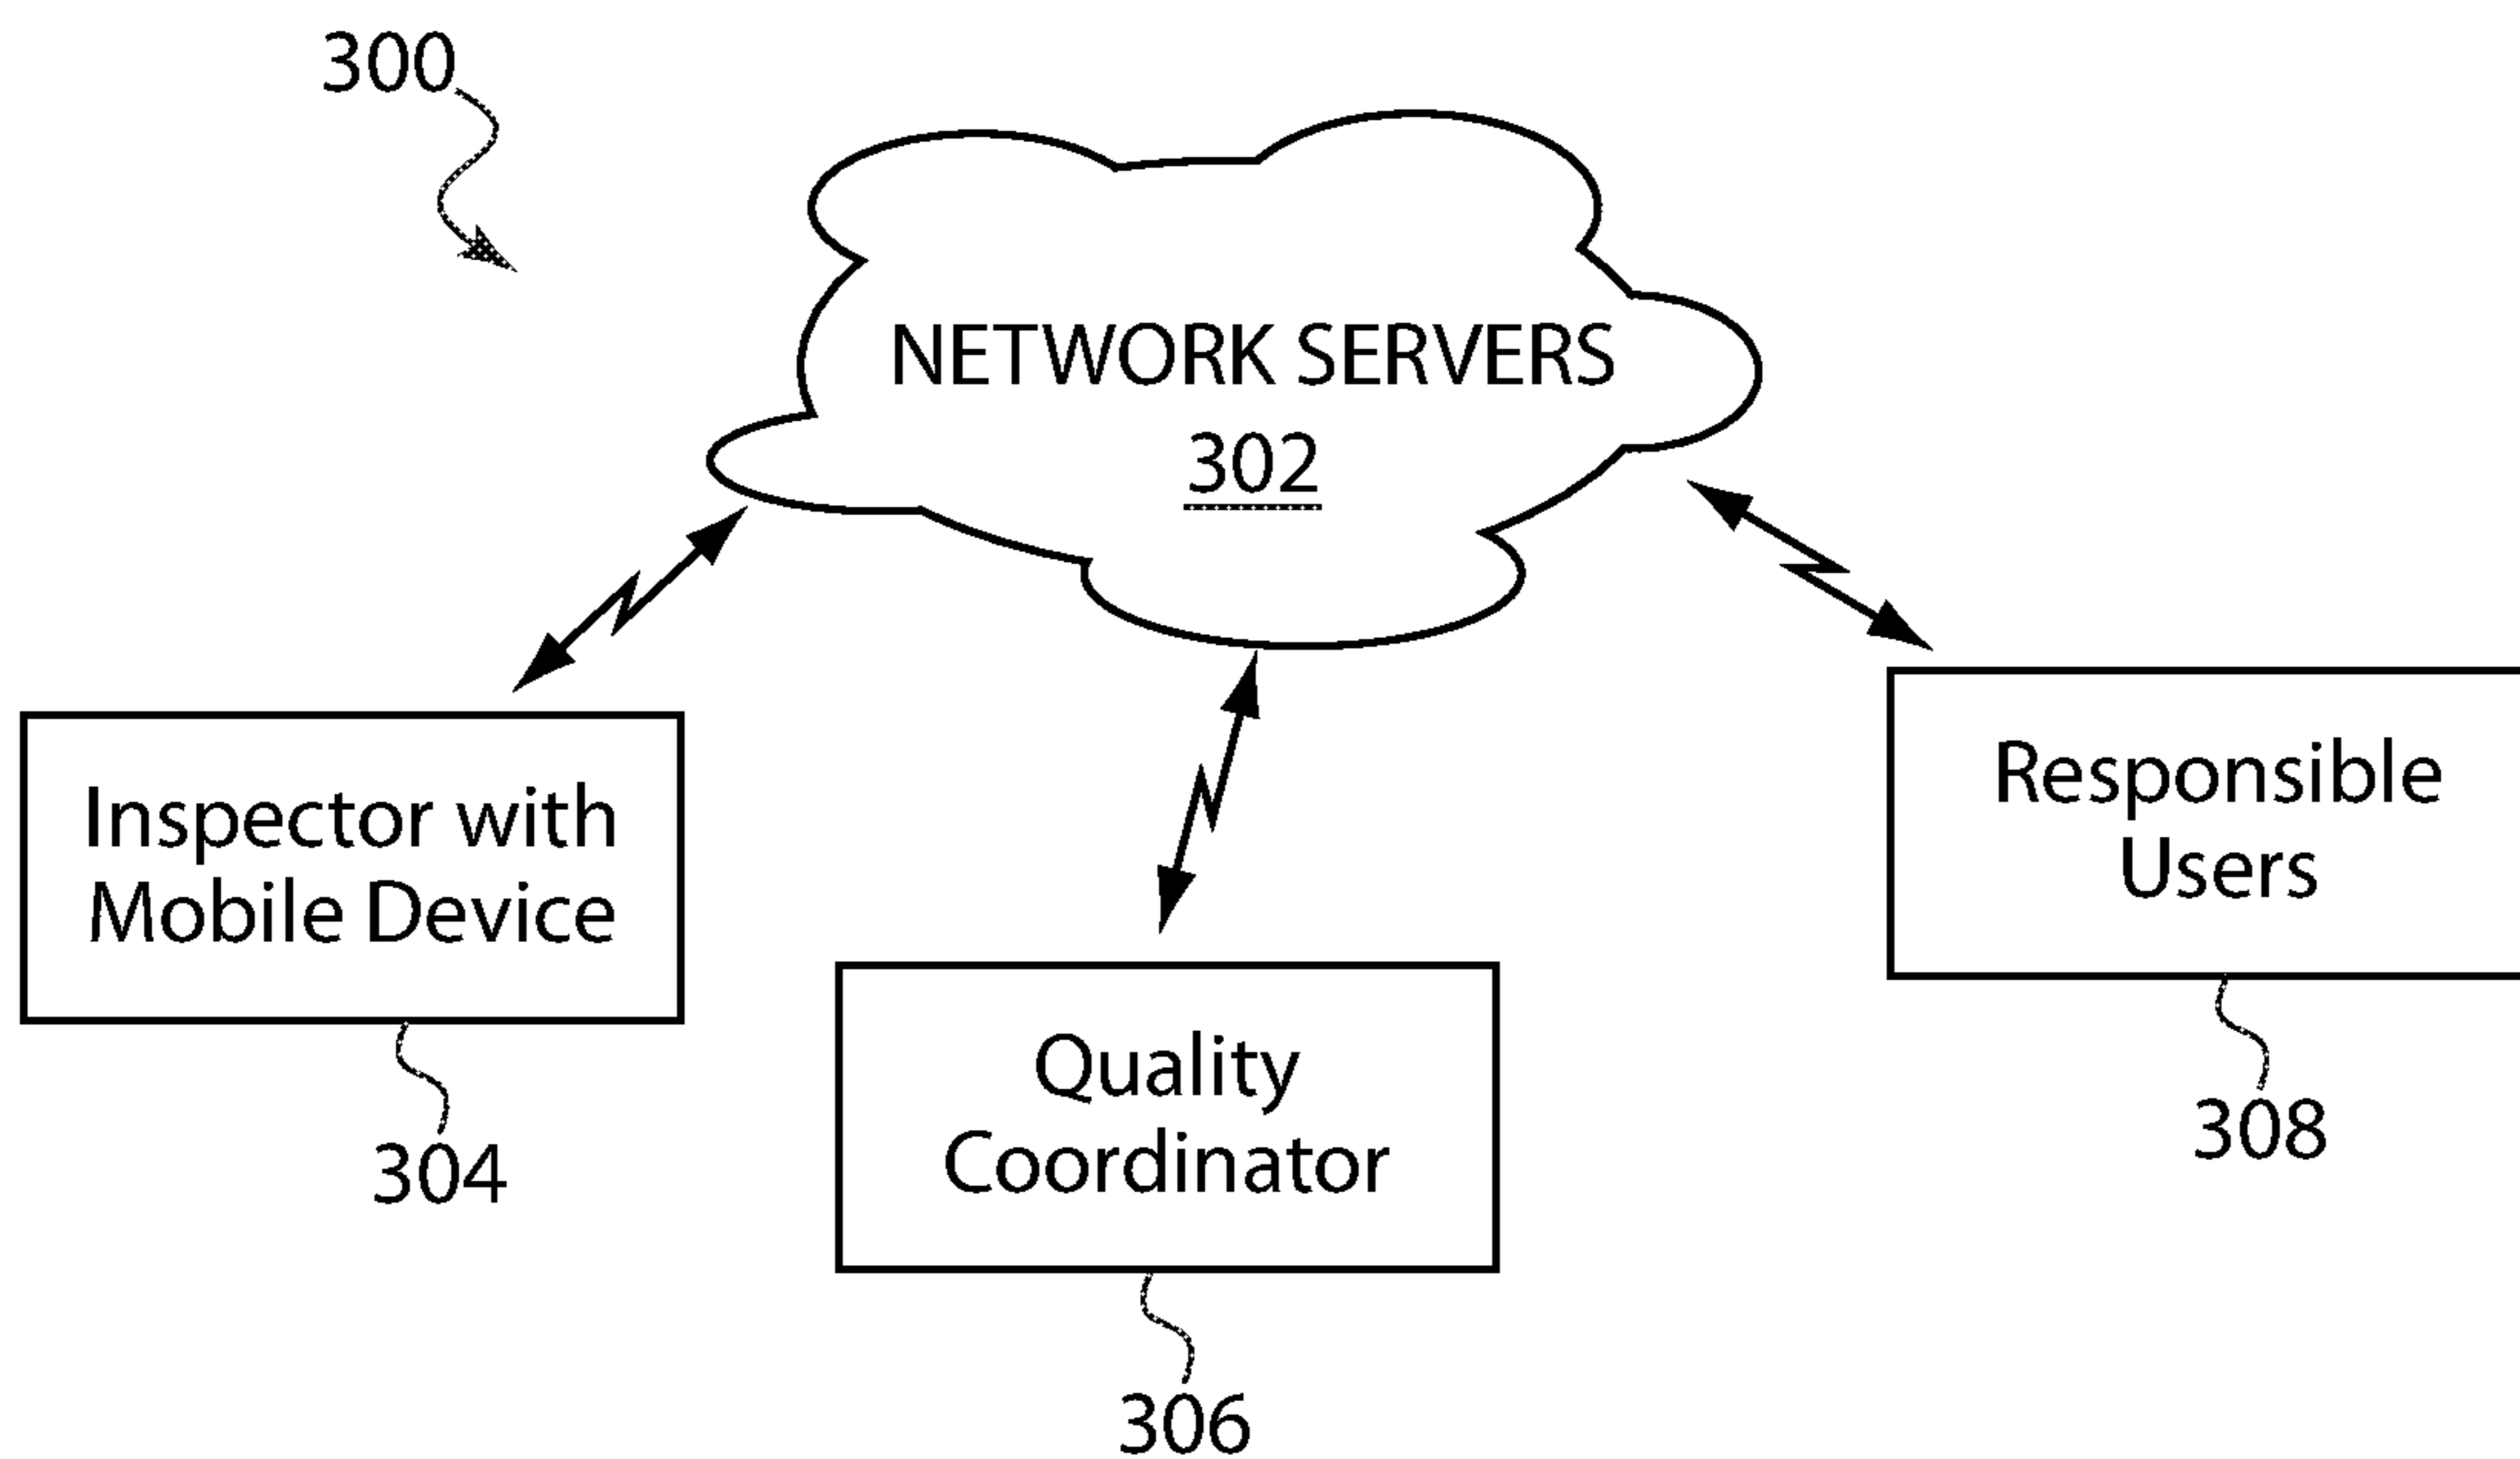 300
NETWORK SERVERS
302
Inspector with
Mobile Device
304
Quality
Coordinator
306
Responsible
Users
308